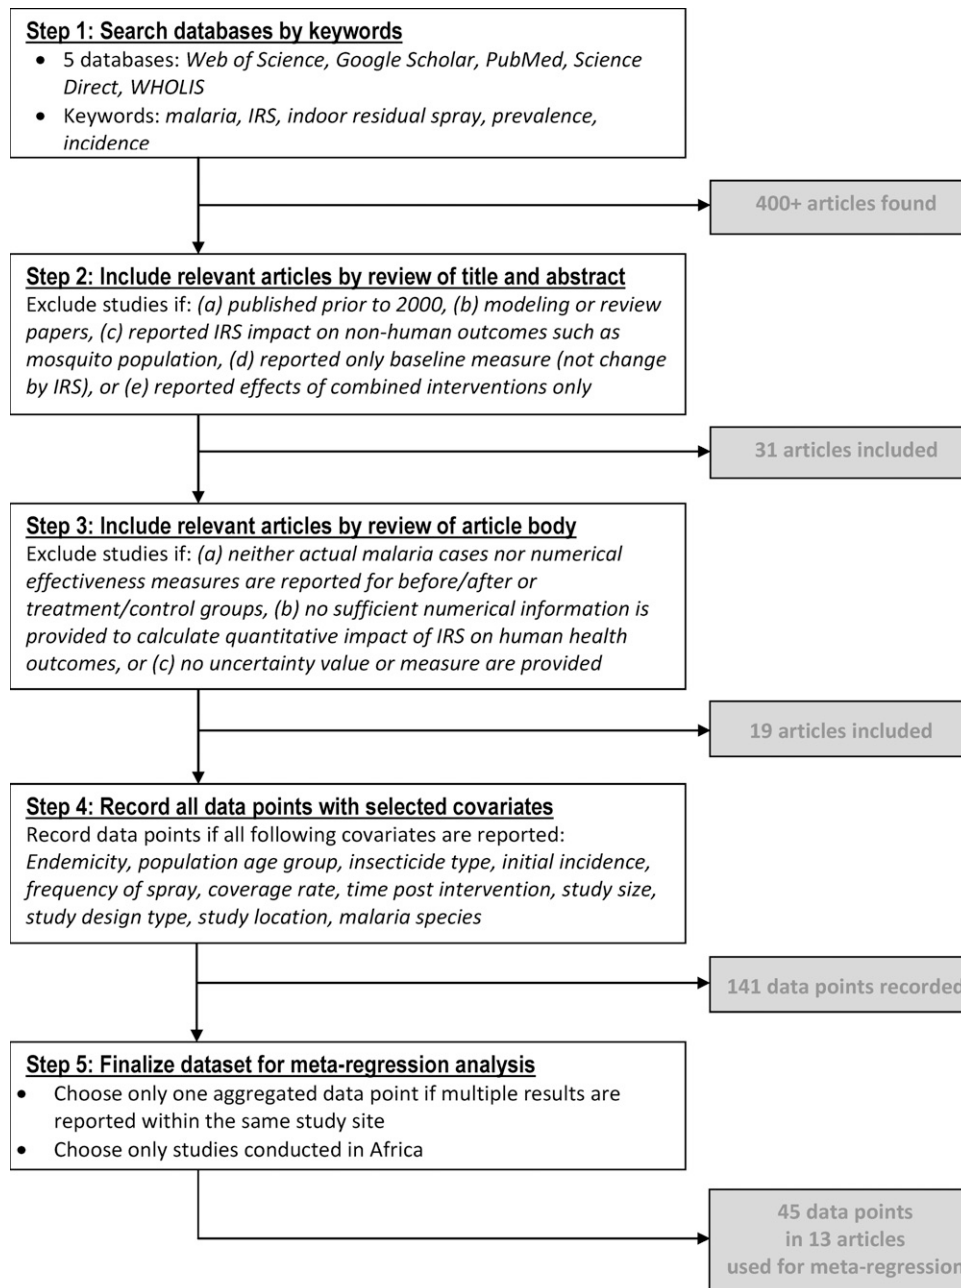 Step 1: Search databases by keywords
• 5 databases: Web of Science, Google Scholar, PubMed, Science
Direct, WHOLIS
• Keywords: malaria, IRS, indoor residual spray, prevalence,
incidence
400+ articles found
Step 2: Include relevant articles by review of title and abstract
Exclude studies if: (a) published prior to 2000, (b) modeling or review
papers, (c) reported IRS impact on non-human outcomes such as
mosquito population, (d) reported only baseline measure (not change
by IRS), or (e) reported effects of combined interventions only
31 articles included
Step 3: Include relevant articles by review of article body
Exclude studies if: (a) neither actual malaria cases nor numerical
effectiveness measures are reported for before/after or
treatment/control groups, (b) no sufficient numerical information is
provided to calculate quantitative impact of IRS on human health
outcomes, or (c) no uncertainty value or measure are provided
19 articles included
Step 4: Record all data points with selected covariates
Record data points if all following covariates are reported:
Endemicity, population age group, insecticide type, initial incidence,
frequency of spray, coverage rate, time post intervention, study size,
study design type, study location, malaria species
141 data points recorded
Step 5: Finalize dataset for meta-regression analysis
• Choose only one aggregated data point if multiple results are
reported within the same study site
• Choose only studies conducted in Africa
45 data points
in 13 articles
used for meta-regression